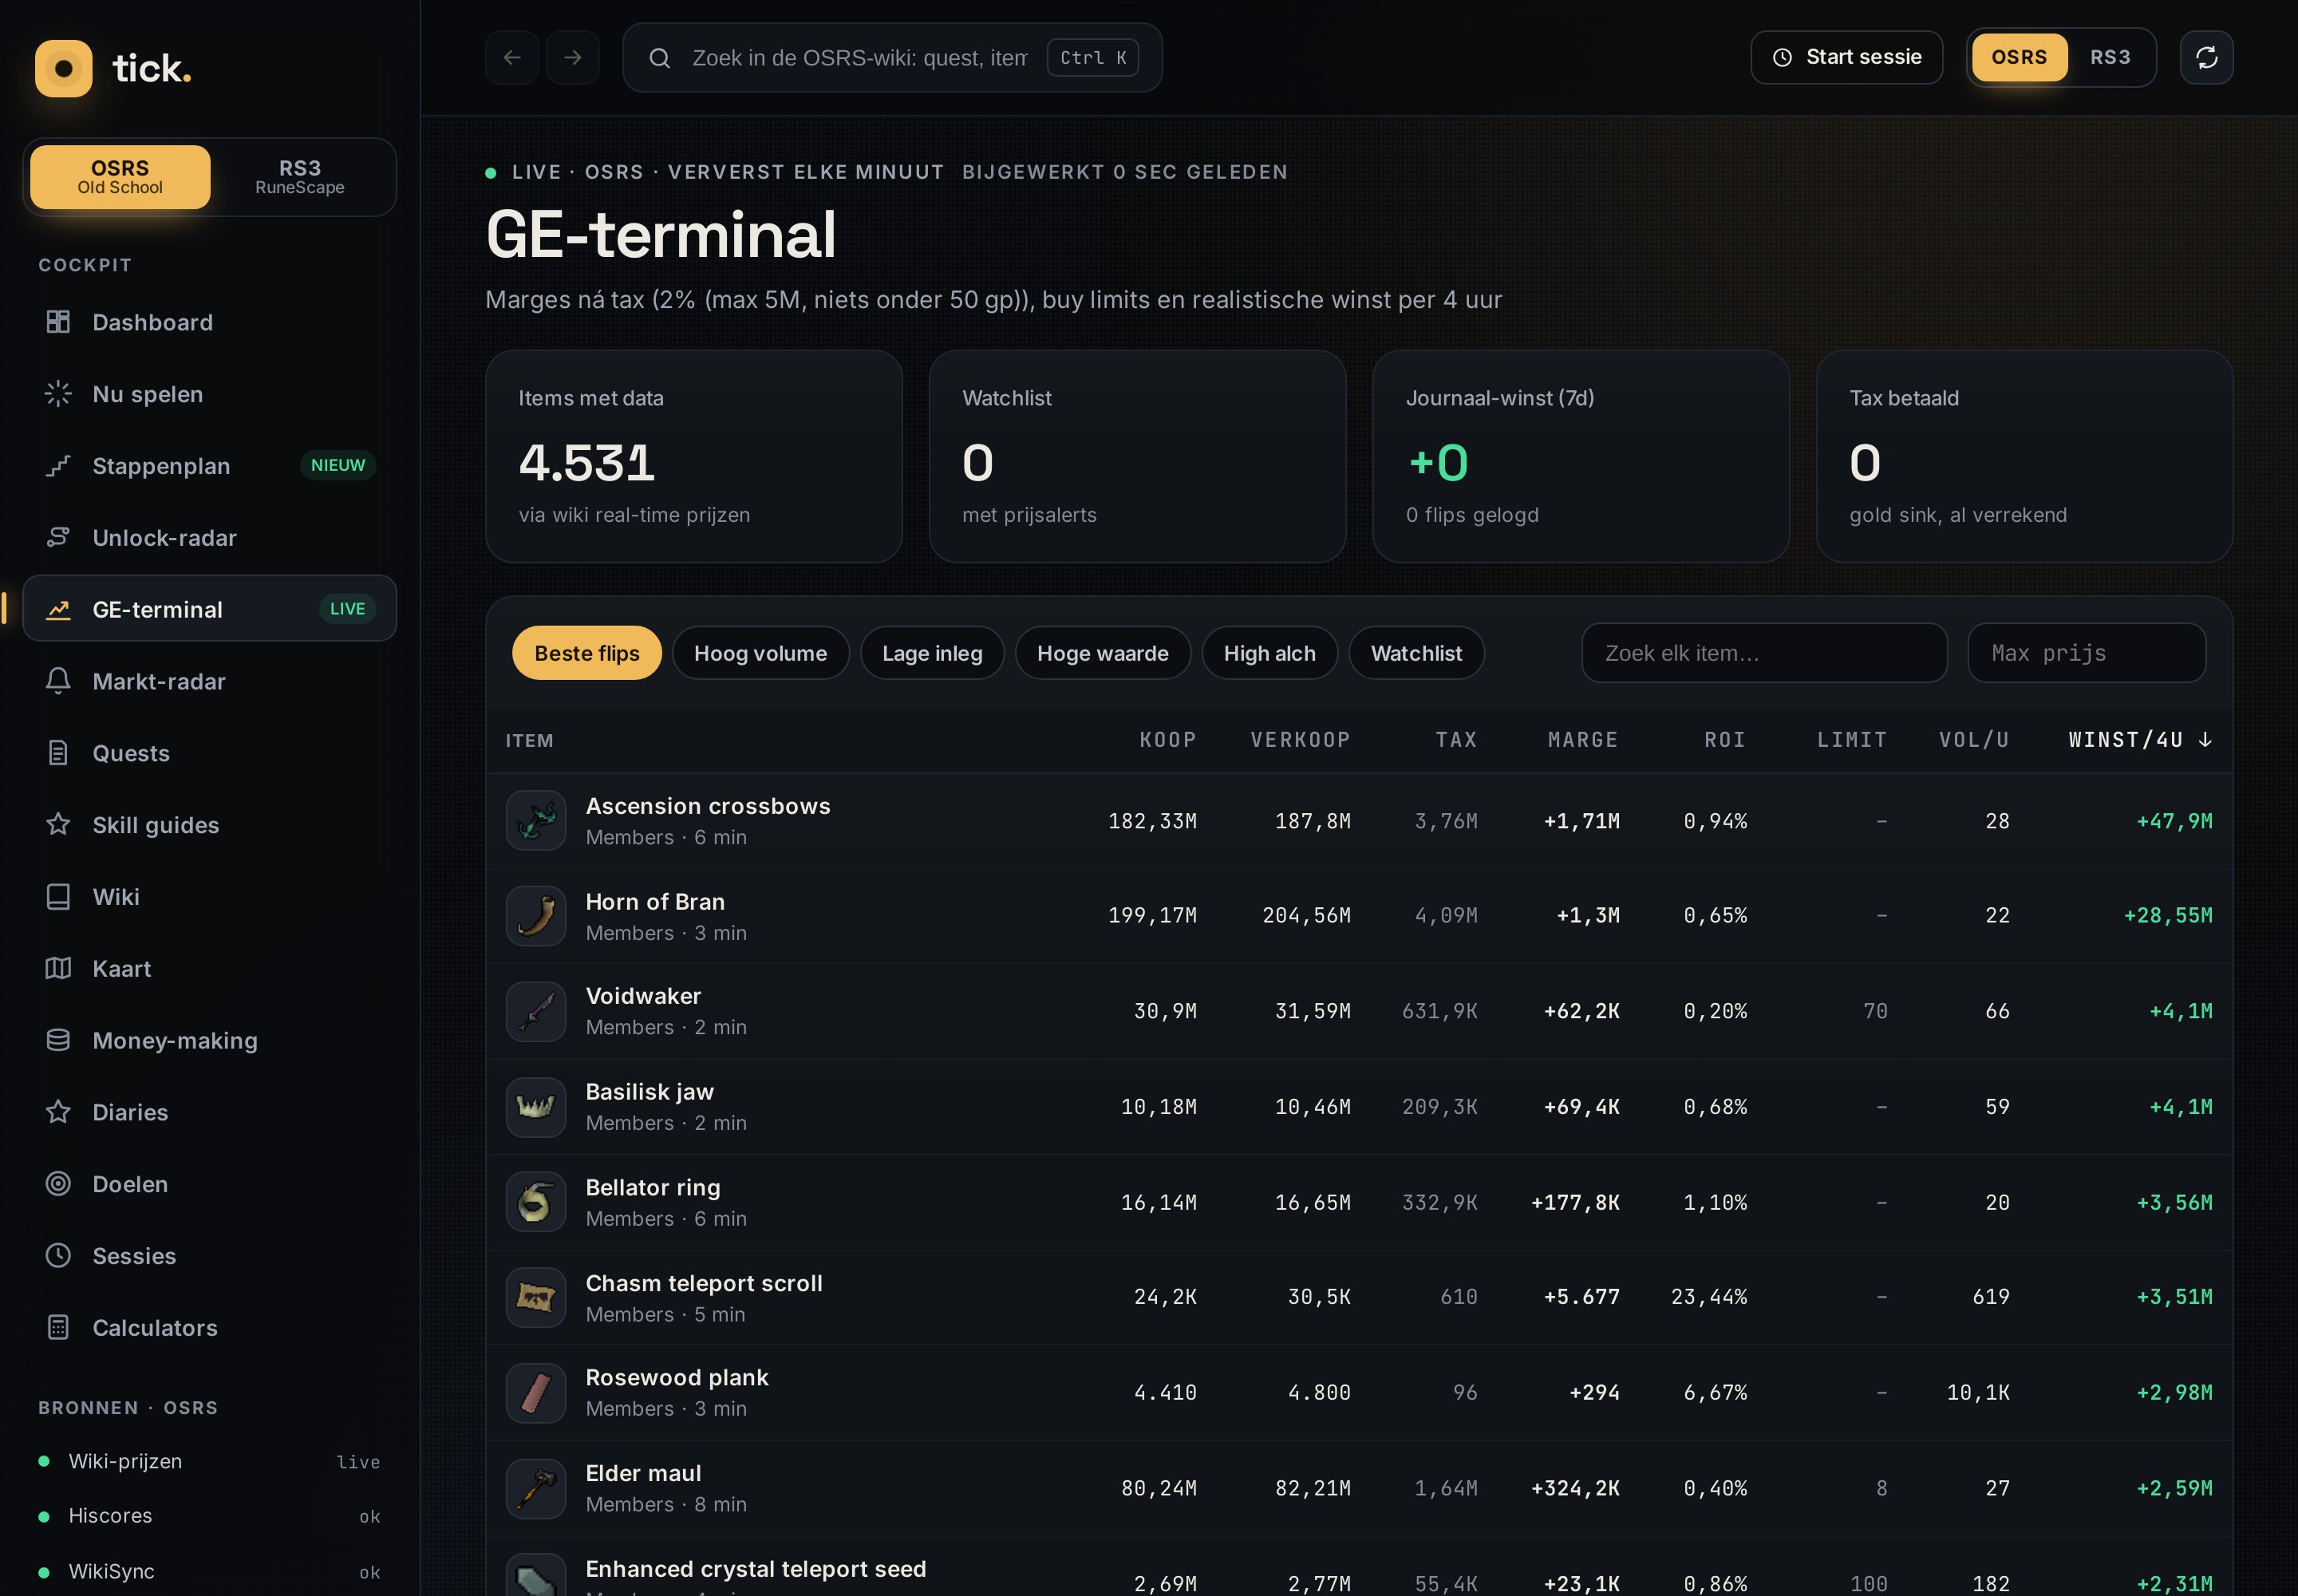 tick.
OSRS
Old School
RS3
RuneScape
COCKPIT
Dashboard
Nu spelen
Stappenplan NIEUW
Unlock-radar
GE-terminal LIVE
Markt-radar
Quests
Skill guides
Wiki
Kaart
Money-making
Diaries
Doelen
Sessies
Calculators
BRONNEN · OSRS
Wiki-prijzen live
Hiscores ok
WikiSync ok
Zoek in de OSRS-wiki: quest, item Ctrl K
Start sessie
OSRS RS3
LIVE · OSRS · VERVERST ELKE MINUUT BIJGEWERKT 0 SEC GELEDEN
GE-terminal
Marges ná tax (2% (max 5M, niets onder 50 gp)), buy limits en realistische winst per 4 uur
Items met data
4.531
via wiki real-time prijzen
Watchlist
0
met prijsalerts
Journaal-winst (7d)
+0
0 flips gelogd
Tax betaald
0
gold sink, al verrekend
Beste flips Hoog volume Lage inleg Hoge waarde High alch Watchlist Zoek elk item... Max prijs
ITEM KOOP VERKOOP TAX MARGE ROI LIMIT VOL/U WINST/4U ↓
Ascension crossbows
Members · 6 min
182,33M 187,8M 3,76M +1,71M 0,94% – 28 +47,9M
Horn of Bran
Members · 3 min
199,17M 204,56M 4,09M +1,3M 0,65% – 22 +28,55M
Voidwaker
Members · 2 min
30,9M 31,59M 631,9K +62,2K 0,20% 70 66 +4,1M
Basilisk jaw
Members · 2 min
10,18M 10,46M 209,3K +69,4K 0,68% – 59 +4,1M
Bellator ring
Members · 6 min
16,14M 16,65M 332,9K +177,8K 1,10% – 20 +3,56M
Chasm teleport scroll
Members · 5 min
24,2K 30,5K 610 +5.677 23,44% – 619 +3,51M
Rosewood plank
Members · 3 min
4.410 4.800 96 +294 6,67% – 10,1K +2,98M
Elder maul
Members · 8 min
80,24M 82,21M 1,64M +324,2K 0,40% 8 27 +2,59M
Enhanced crystal teleport seed
2,69M 2,77M 55,4K +23,1K 0,86% 100 182 +2,31M